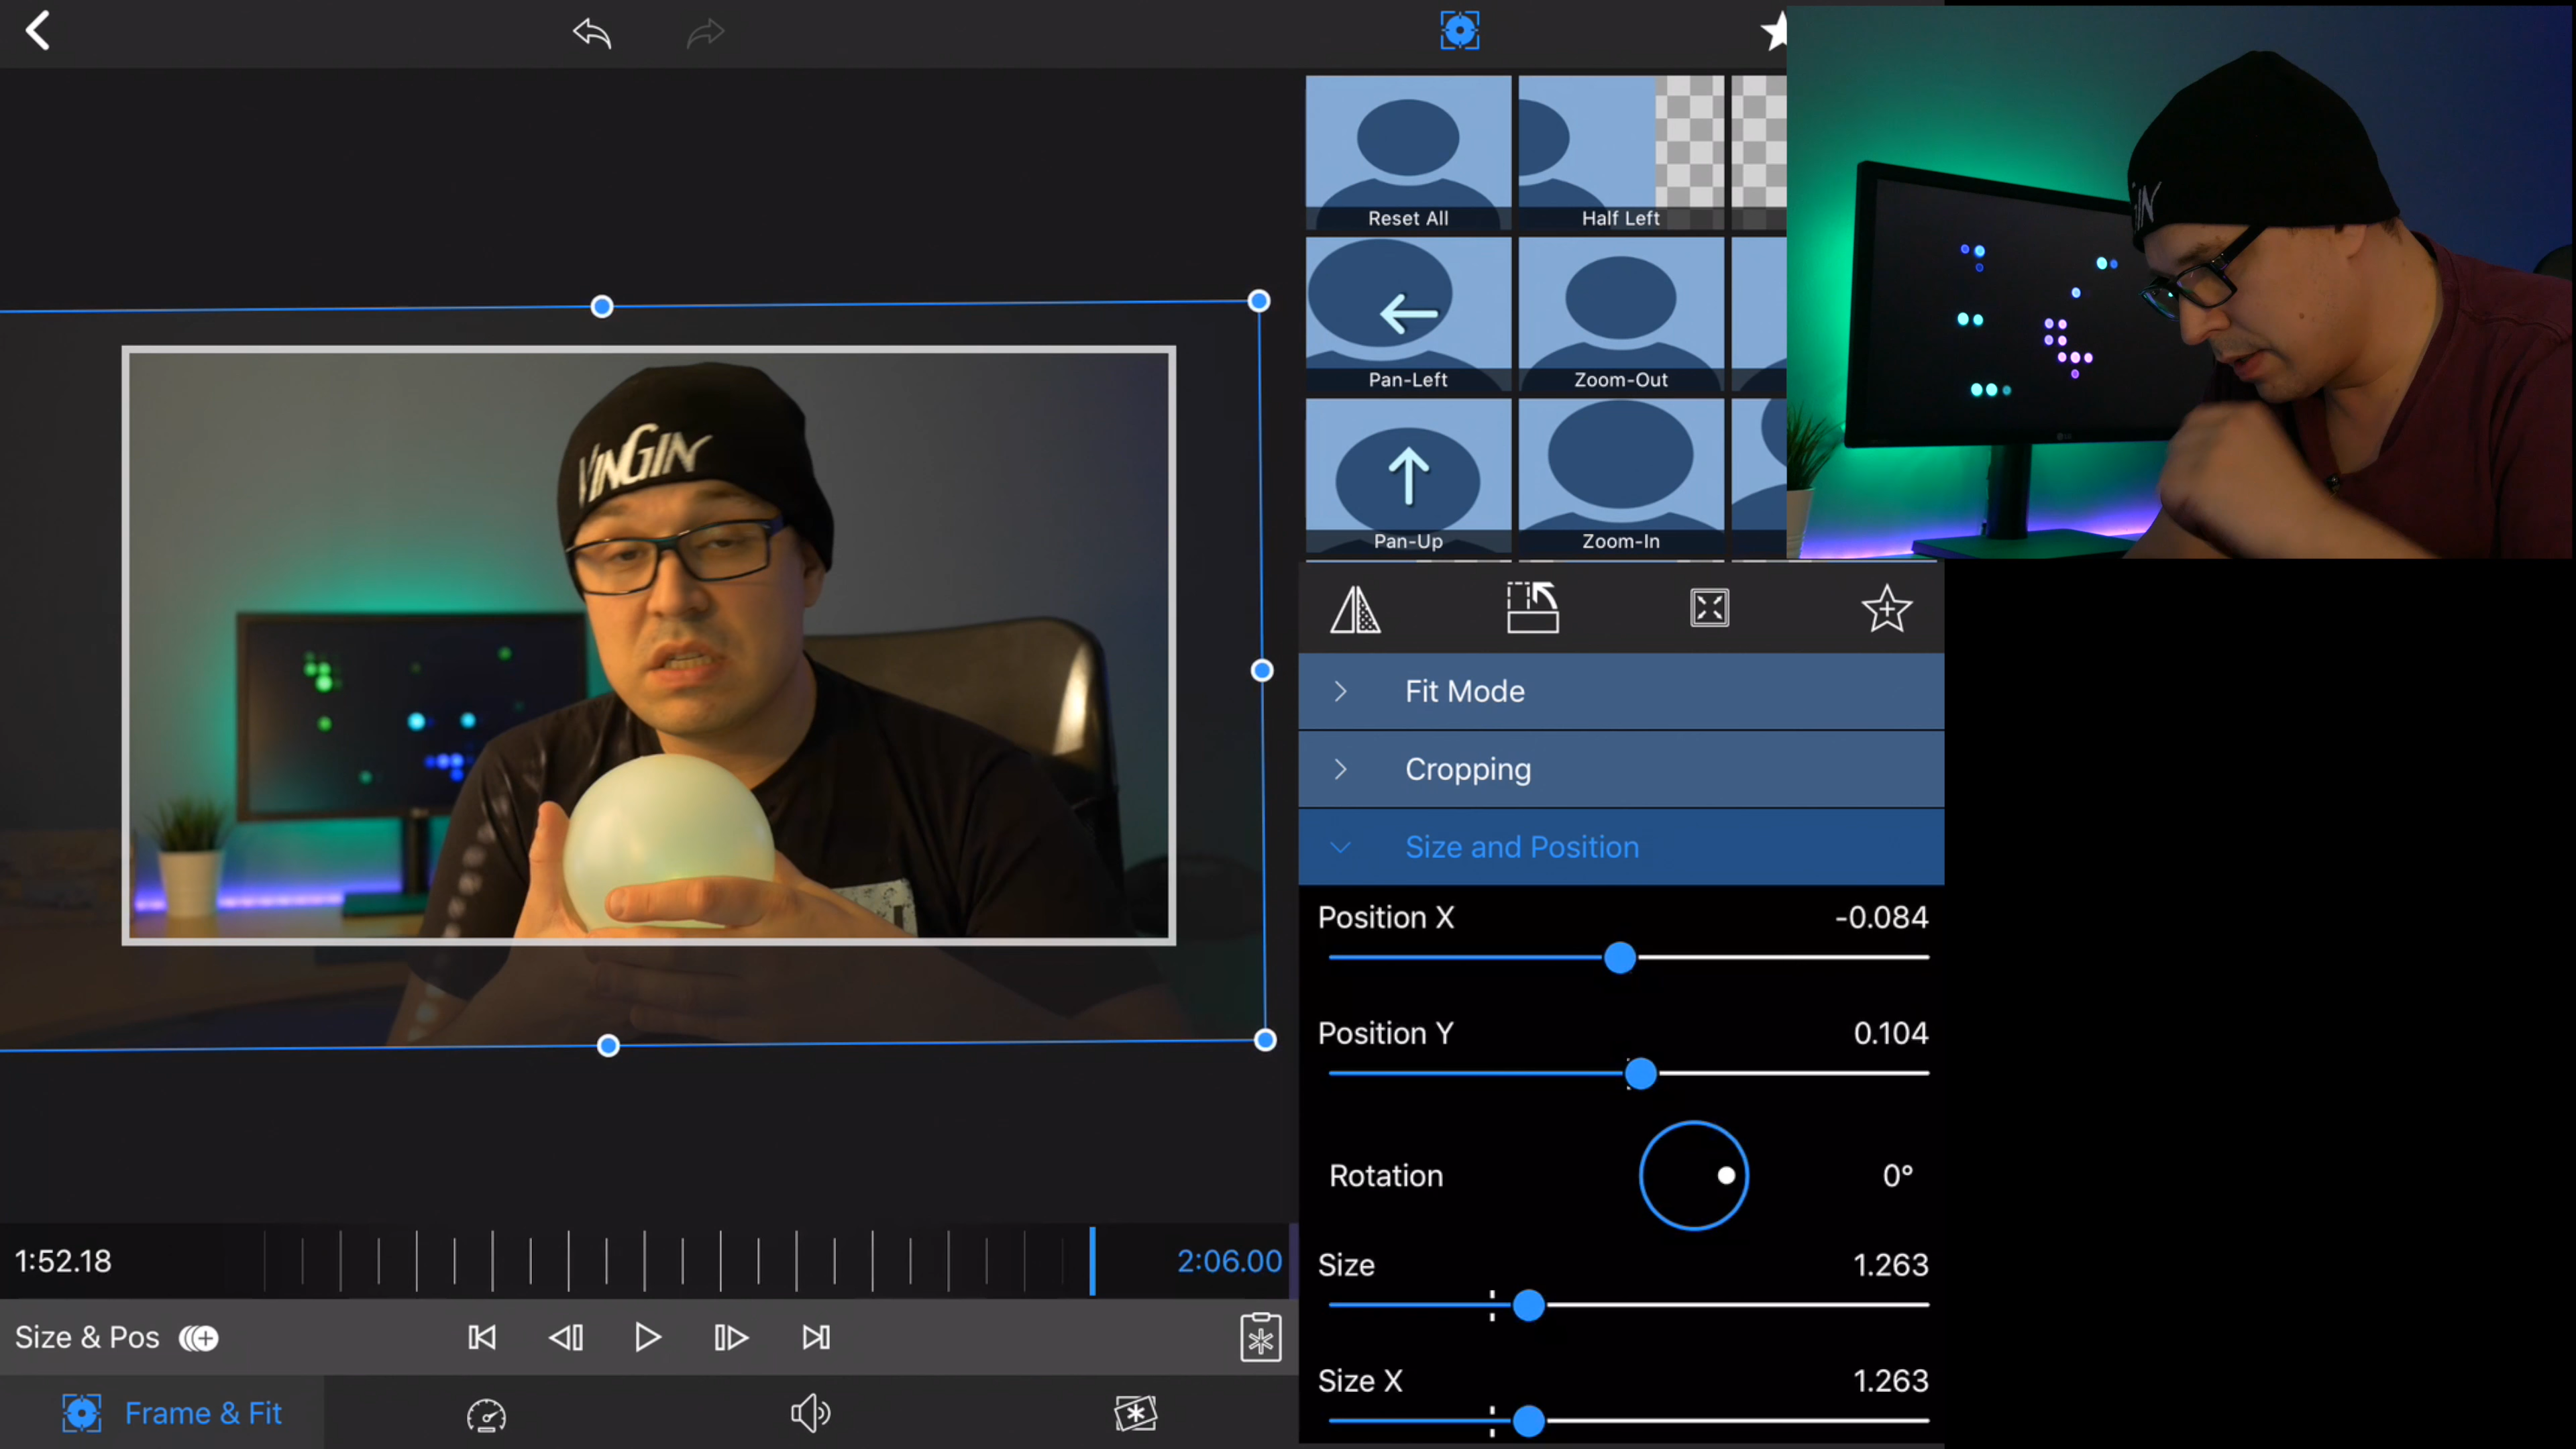 Reset All
Half Left
Pan-Left
Zoom-Out
Pan-Up
Zoom-In
VINGIN
IN
Fit Mode
Cropping
Size and Position
Position X
-0.084
Position Y
0.104
Rotation
0°
Size
1.263
Size X
1.263
1:52.18
2:06.00
Size & Pos
Frame & Fit